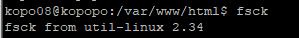 kopo08@kopopo:/var/www/html$ fsck
fsck from util-linux 2.34